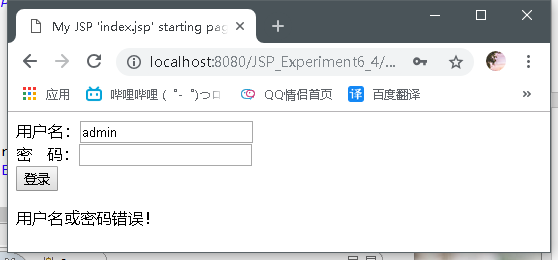 My JSP 'index.jsp' starting pag
localhost:8080/JSP_Experiment6_4/...
应用 哔哩哔哩 ( ゜- ゜)つロ QQ情侣首页 译 百度翻译 »
用户名： admin
密 码：
登录
用户名或密码错误！